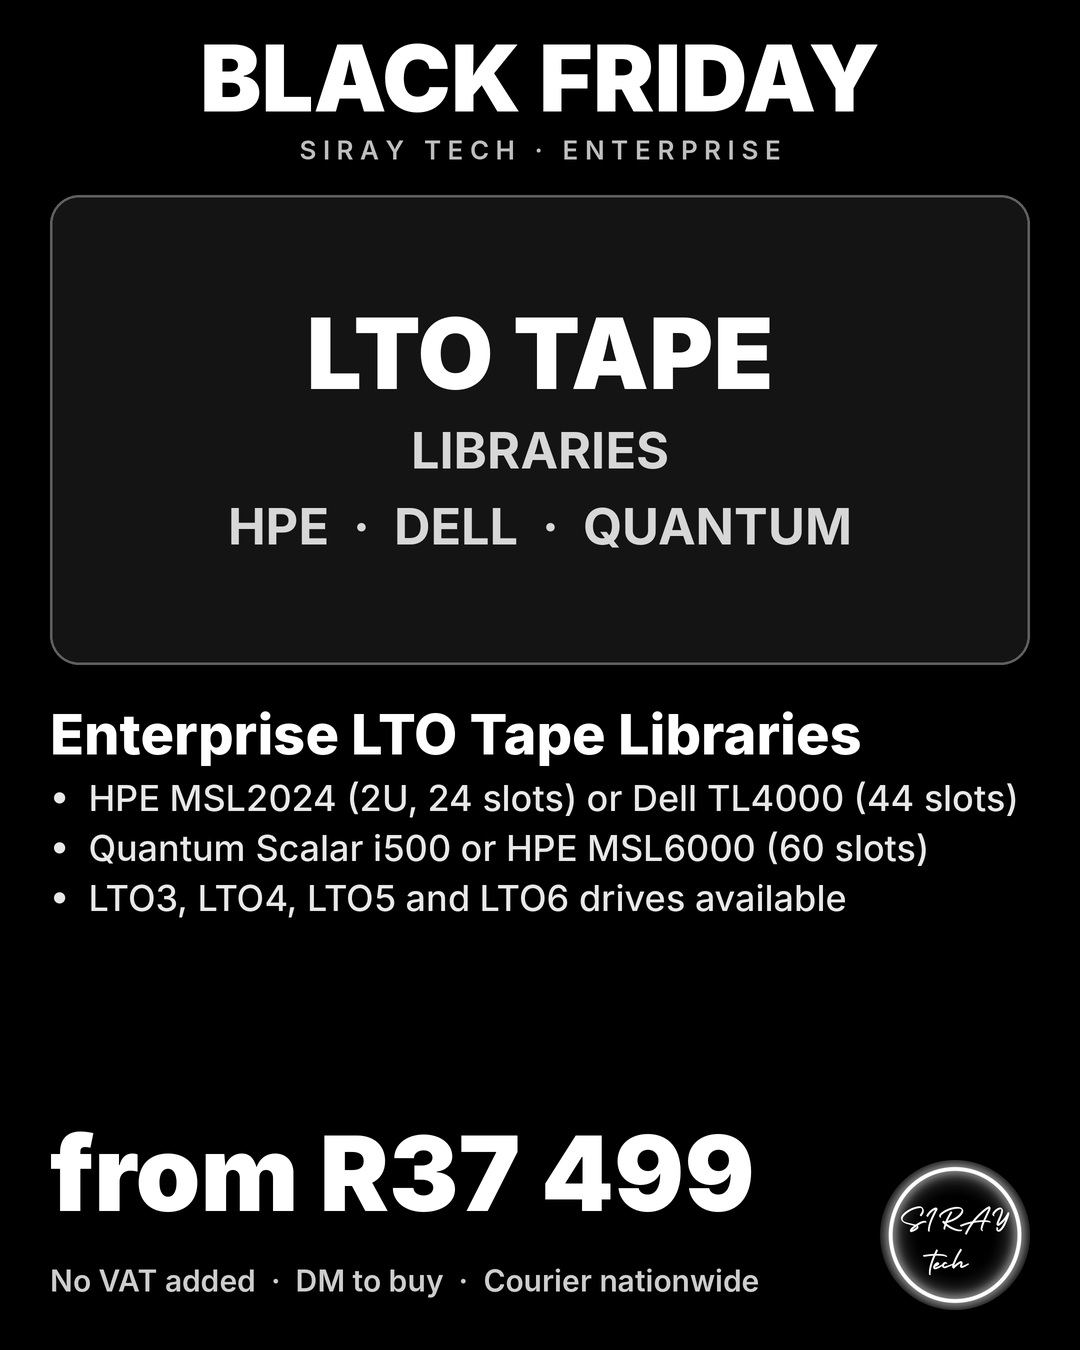 BLACK FRIDAY
SIRAY TECH · ENTERPRISE
LTO TAPE
LIBRARIES
HPE · DELL · QUANTUM
Enterprise LTO Tape Libraries
• HPE MSL2024 (2U, 24 slots) or Dell TL4000 (44 slots)
• Quantum Scalar i500 or HPE MSL6000 (60 slots)
• LTO3, LTO4, LTO5 and LTO6 drives available
from R37 499
No VAT added · DM to buy · Courier nationwide
SIRAY
tech